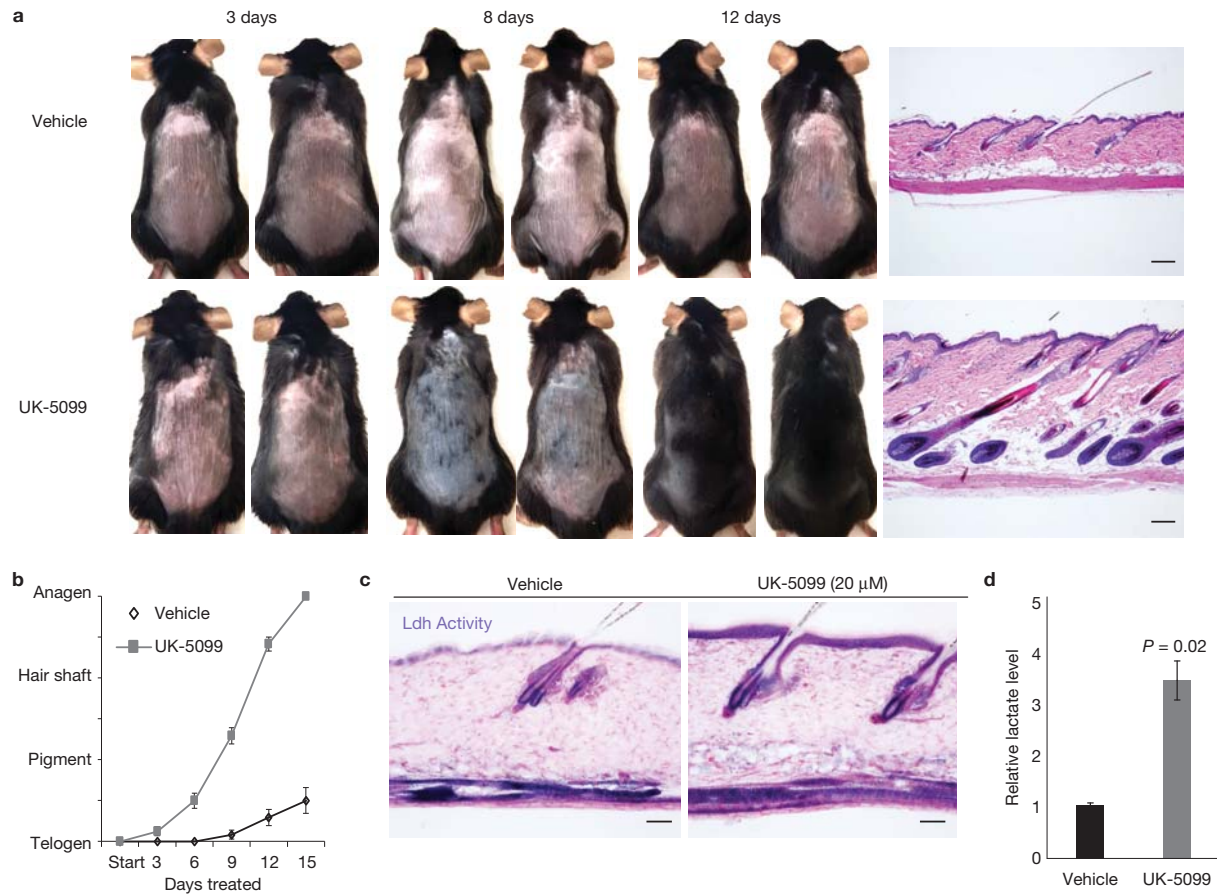 a
3 days
8 days
12 days
Vehicle
UK-5099
b
Anagen
Hair shaft
Pigment
Telogen
Vehicle
UK-5099
Start 3 6 9 12 15
Days treated
c
Vehicle
UK-5099 (20 μM)
Ldh Activity
d
Relative lactate level
5
4
3
2
1
0
P = 0.02
Vehicle
UK-5099